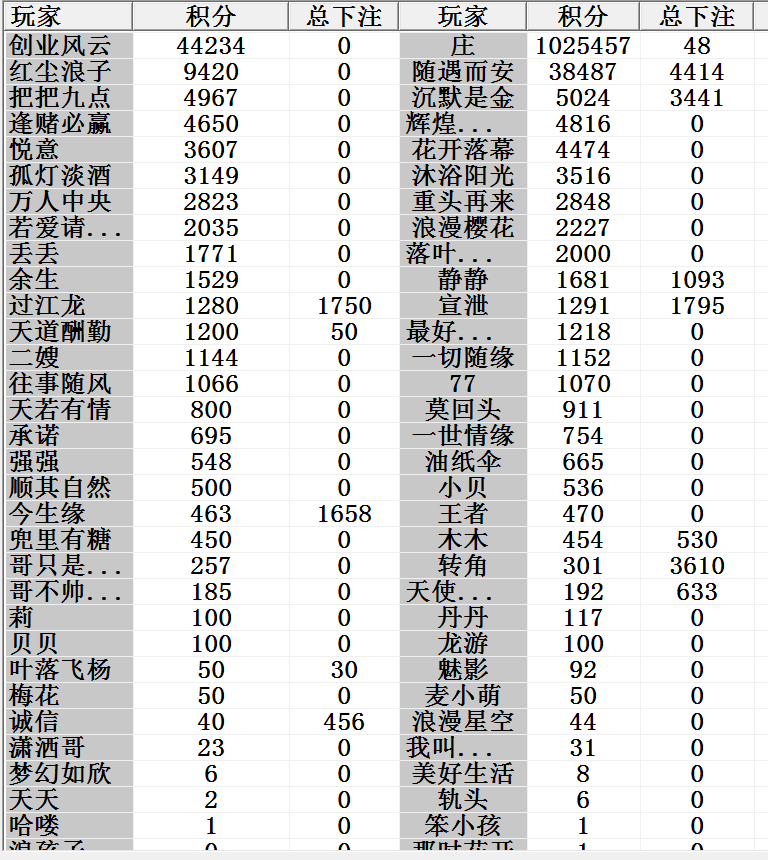 玩家 积分 总下注 玩家 积分 总下注
创业风云 44234 0 庄 1025457 48
红尘浪子 9420 0 随遇而安 38487 4414
把把九点 4967 0 沉默是金 5024 3441
逢赌必赢 4650 0 辉煌... 4816 0
悦意 3607 0 花开落幕 4474 0
孤灯淡酒 3149 0 沐浴阳光 3516 0
万人中央 2823 0 重头再来 2848 0
若爱请... 2035 0 浪漫樱花 2227 0
丢丢 1771 0 落叶... 2000 0
余生 1529 0 静静 1681 1093
过江龙 1280 1750 宣泄 1291 1795
天道酬勤 1200 50 最好... 1218 0
二嫂 1144 0 一切随缘 1152 0
往事随风 1066 0 77 1070 0
天若有情 800 0 莫回头 911 0
承诺 695 0 一世情缘 754 0
强强 548 0 油纸伞 665 0
顺其自然 500 0 小贝 536 0
今生缘 463 1658 王者 470 0
兜里有糖 450 0 木木 454 530
哥只是... 257 0 转角 301 3610
哥不帅... 185 0 天使... 192 633
莉 100 0 丹丹 117 0
贝贝 100 0 龙游 100 0
叶落飞杨 50 30 魅影 92 0
梅花 50 0 麦小萌 50 0
诚信 40 456 浪漫星空 44 0
潇洒哥 23 0 我叫... 31 0
梦幻如欣 6 0 美好生活 8 0
天天 2 0 轨头 6 0
哈喽 1 0 笨小孩 1 0